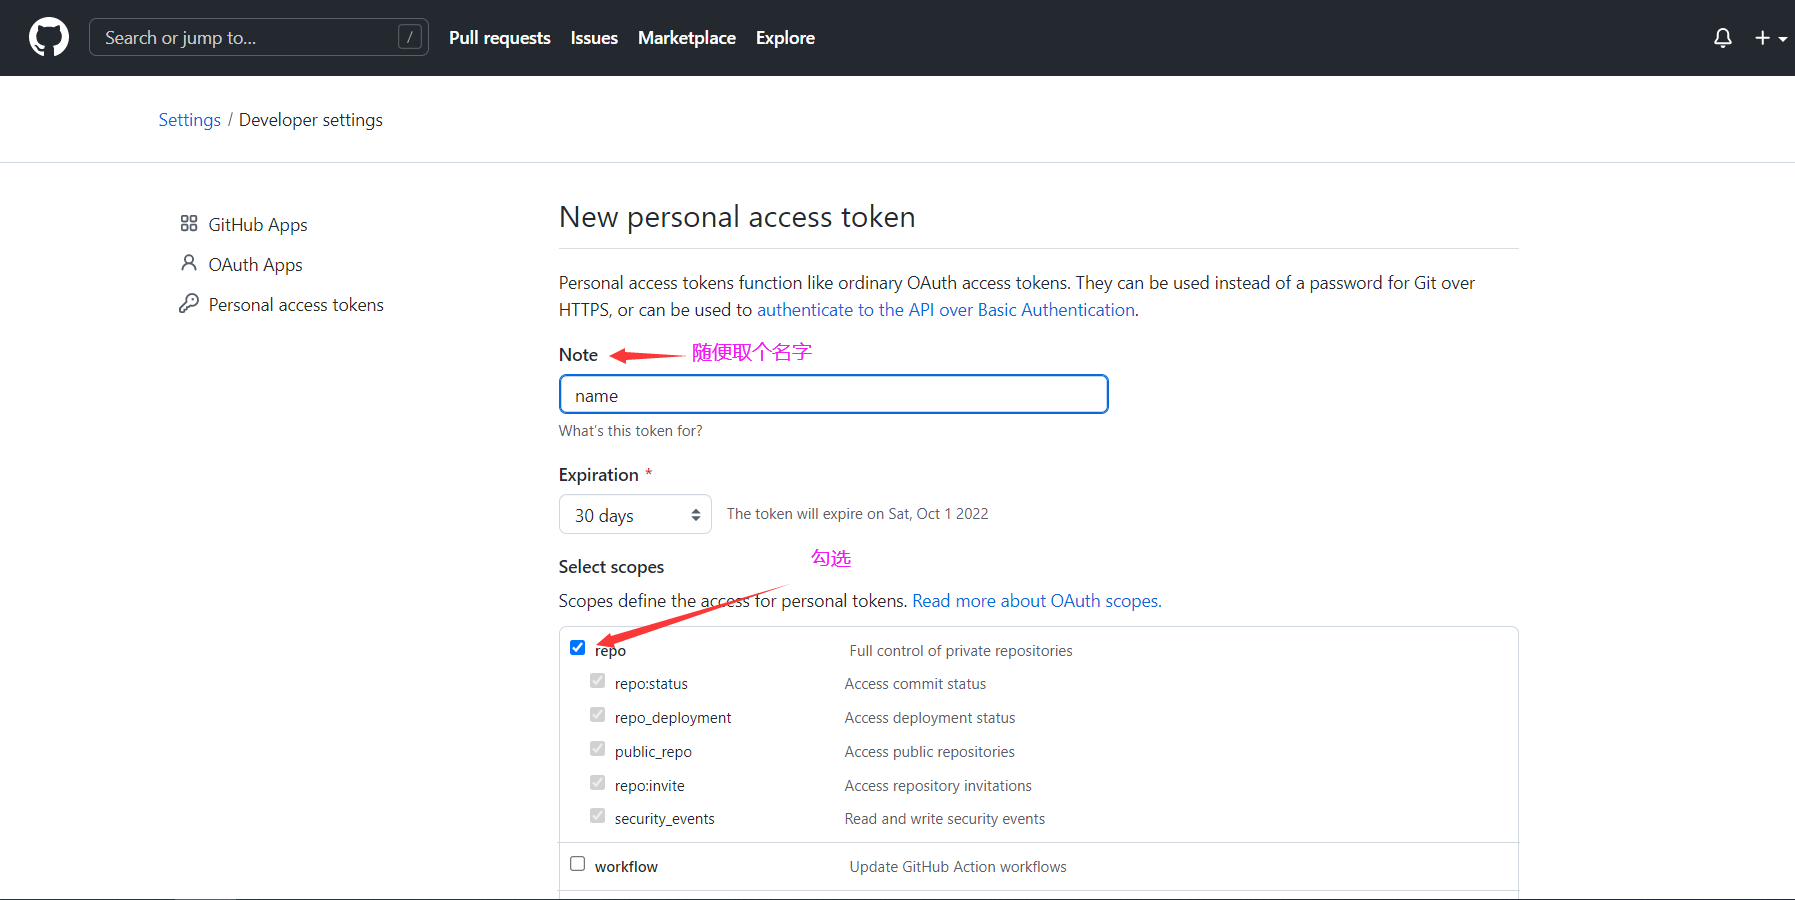 Search or jump to... /
Pull requests Issues Marketplace Explore
Settings / Developer settings
GitHub Apps
OAuth Apps
Personal access tokens
New personal access token
Personal access tokens function like ordinary OAuth access tokens. They can be used instead of a password for Git over
HTTPS, or can be used to authenticate to the API over Basic Authentication.
Note 随便取个名字
name
What's this token for?
Expiration *
30 days The token will expire on Sat, Oct 1 2022
勾选
Select scopes
Scopes define the access for personal tokens. Read more about OAuth scopes.
repo Full control of private repositories
repo:status Access commit status
repo_deployment Access deployment status
public_repo Access public repositories
repo:invite Access repository invitations
security_events Read and write security events
workflow Update GitHub Action workflows